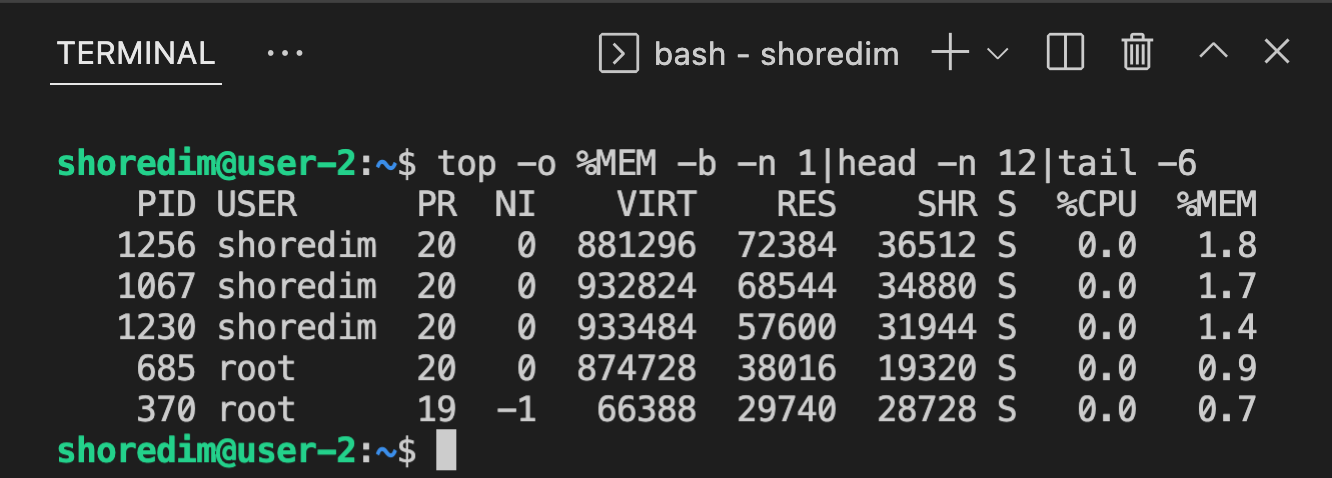 TERMINAL ··· bash - shoredim
shoredim@user-2:~$ top -o %MEM -b -n 1|head -n 12|tail -6
PID USER PR NI VIRT RES SHR S %CPU %MEM
1256 shoredim 20 0 881296 72384 36512 S 0.0 1.8
1067 shoredim 20 0 932824 68544 34880 S 0.0 1.7
1230 shoredim 20 0 933484 57600 31944 S 0.0 1.4
685 root 20 0 874728 38016 19320 S 0.0 0.9
370 root 19 -1 66388 29740 28728 S 0.0 0.7
shoredim@user-2:~$